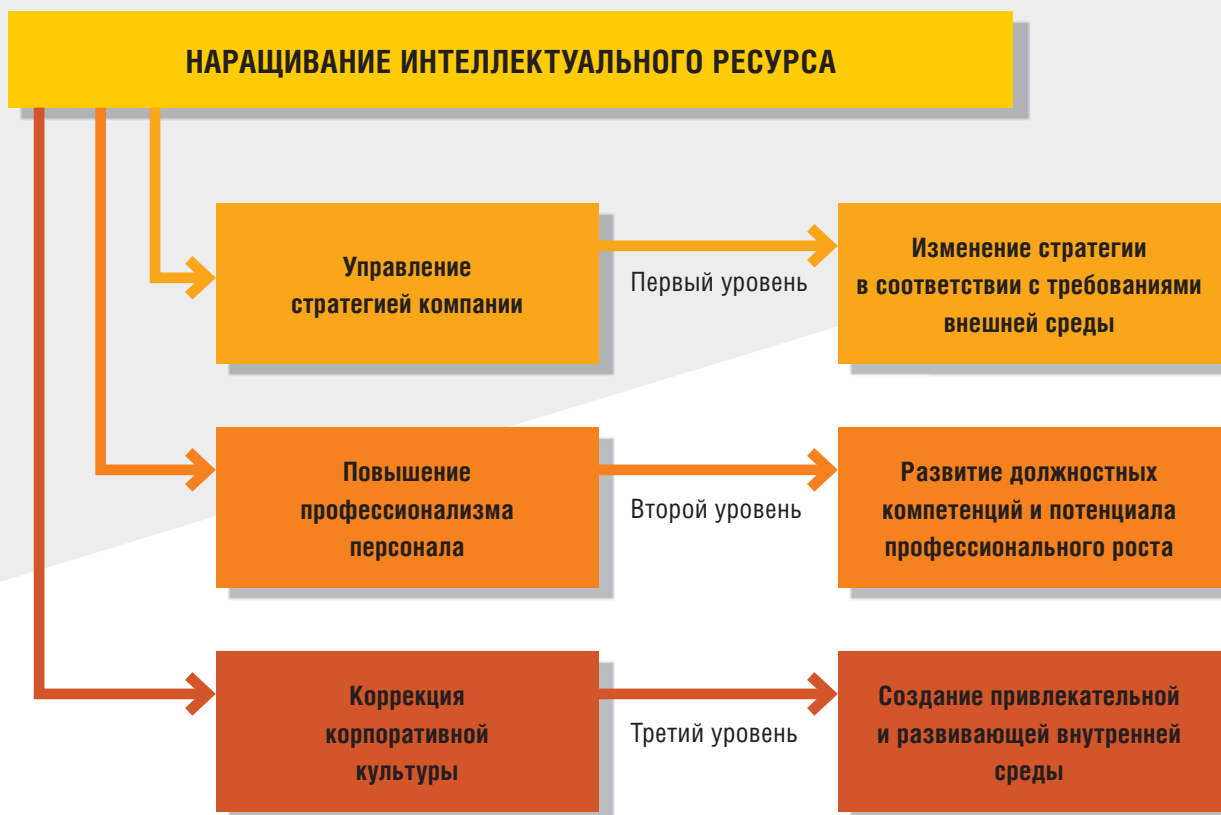 НАРАЩИВАНИЕ ИНТЕЛЛЕКТУАЛЬНОГО РЕСУРСА
Управление
стратегией компании
Первый уровень
Изменение стратегии
в соответствии с требованиями
внешней среды
Повышение
профессионализма
персонала
Второй уровень
Развитие должностных
компетенций и потенциала
профессионального роста
Коррекция
корпоративной
культуры
Третий уровень
Создание привлекательной
и развивающей внутренней
среды